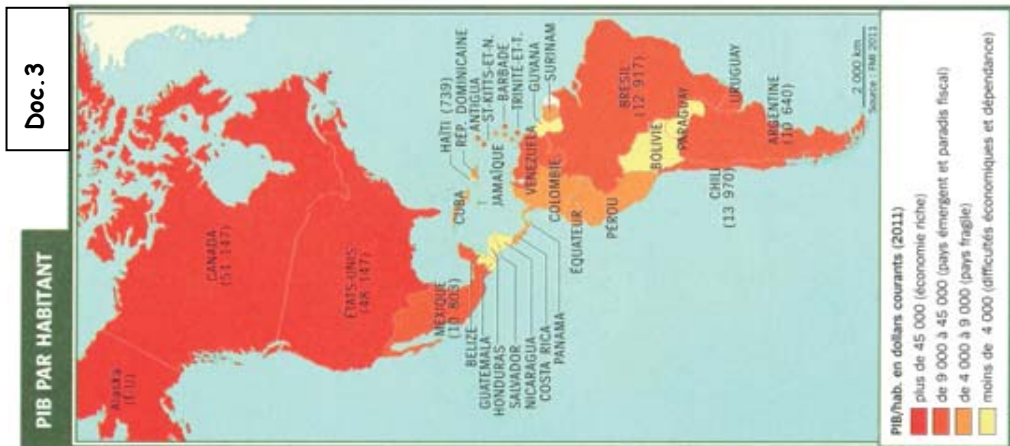 Doc.3
PIB PAR HABITANT
Alaska
(É-U)
CANADA
(51 147)
ÉTATS-UNIS
(48 147)
MEXIQUE
(10 803)
CUBA
HAÏTI (739)
RÉP. DOMINICAINE
ANTIGUA
ST-KITTS-ET-N.
BARBADE
TRINITÉ-ET-T.
GUYANA
SURINAM
JAMAÏQUE
BELIZE
GUATEMALA
HONDURAS
SALVADOR
NICARAGUA
COSTA RICA
PANAMA
VENEZUELA
COLOMBIE
ÉQUATEUR
PÉROU
BRÉSIL
(12 917)
BOLIVIE
PARAGUAY
URUGUAY
CHILI
(13 970)
ARGENTINE
(10 640)
2 000 km
Source : FMI 2011
PIB/hab. en dollars courants (2011)
plus de 45 000 (économie riche)
de 9 000 à 45 000 (pays émergent et paradis fiscal)
de 4 000 à 9 000 (pays fragile)
moins de 4 000 (difficultés économiques et dépendance)